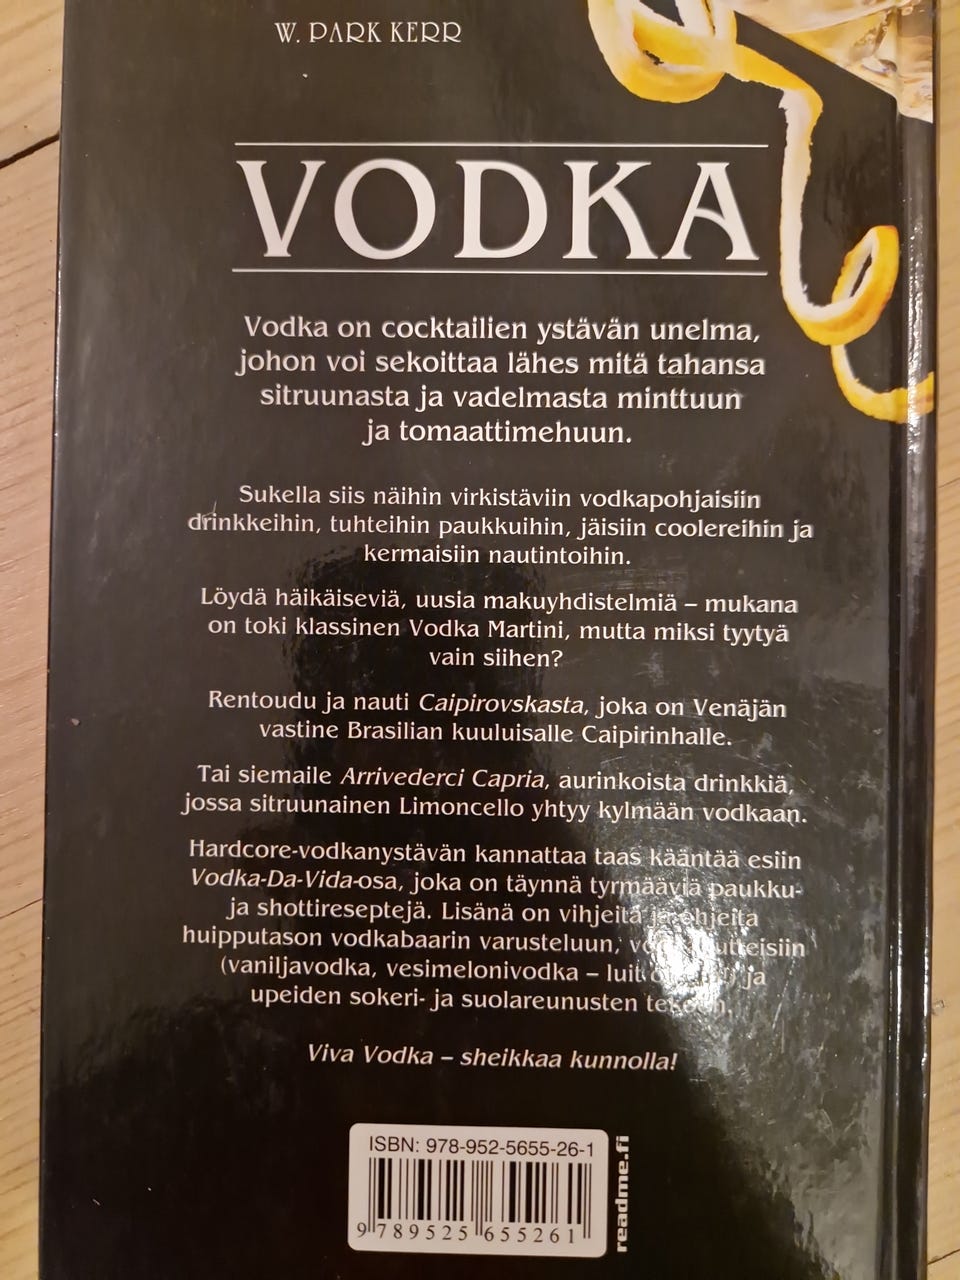 W. PARK KERR
VODKA
Vodka on cocktailien ystävän unelma,
johon voi sekoittaa lähes mitä tahansa
sitruunasta ja vadelmasta minttuun
ja tomaattimehuun.
Sukella siis näihin virkistäviin vodkapohjaisiin
drinkkeihin, tuhteihin paukkuihin, jäisiin coolereihin ja
kermaisiin nautintoihin.
Löydä häikäiseviä, uusia makuyhdistelmiä – mukana
on toki klassinen Vodka Martini, mutta miksi tyytyä
vain siihen?
Rentoudu ja nauti Caipirovskasta, joka on Venäjän
vastine Brasilian kuuluisalle Caipirinhalle.
Tai siemaile Arrivederci Capria, aurinkoista drinkkiä,
jossa sitruunainen Limoncello yhtyy kylmään vodkaan.
Hardcore-vodkanystävän kannattaa taas kääntää esiin
Vodka-Da-Vida-osa, joka on täynnä tyrmääviä paukku-
ja shottireseptejä. Lisänä on vihjeitä ja ohjeita
huipputason vodkabaarin varusteluun,
(vaniljavodka, vesimelonivodka – ja
upeiden sokeri- ja suolareunusten tekoon.
Viva Vodka – sheikkaa kunnolla!
ISBN: 978-952-5655-26-1
9 789525 655261
readme.fi